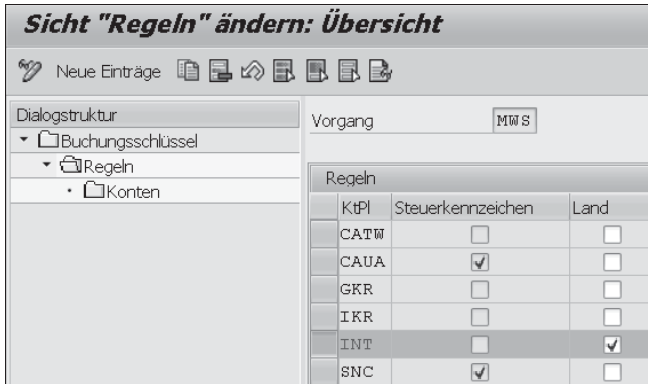 Sicht "Regeln" ändern: Übersicht
Neue Einträge
Dialogstruktur
Buchungsschlüssel
Regeln
Konten
Vorgang MWS
Regeln
KtPl Steuerkennzeichen Land
CATW
CAUA
GKR
IKR
INT
SNC